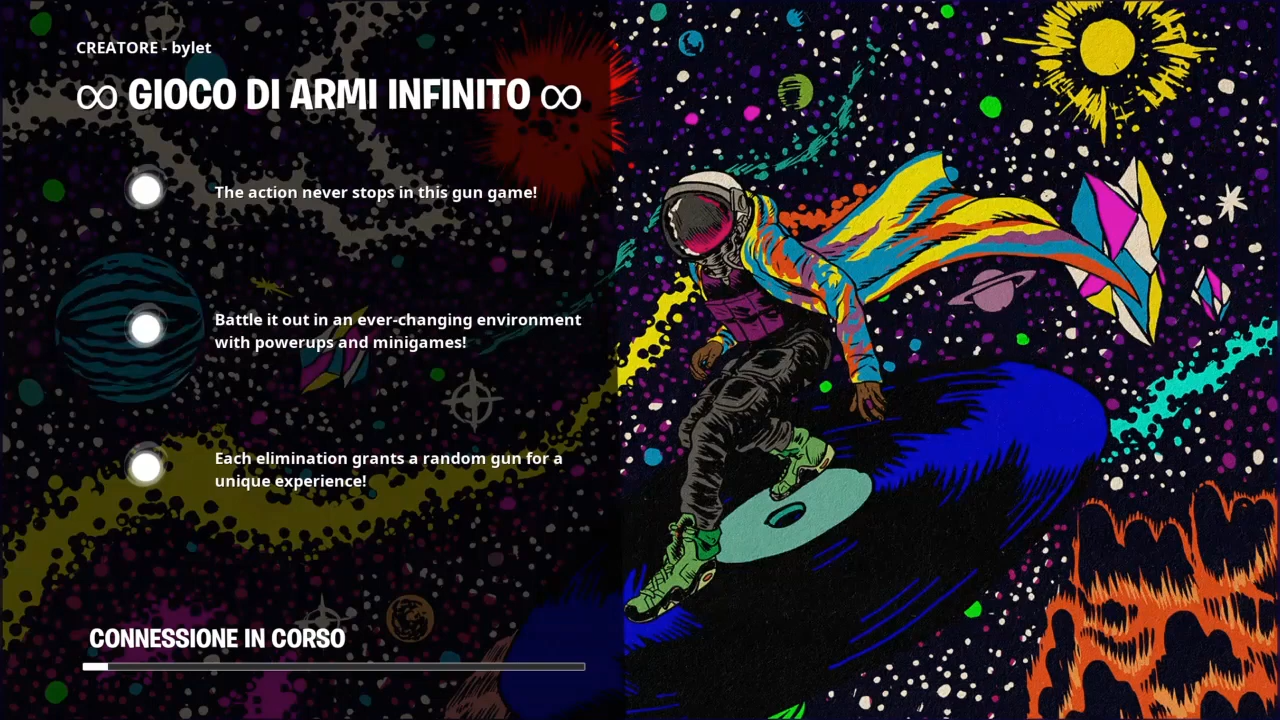 CREATORE - bylet
∞ GIOCO DI ARMI INFINITO ∞
The action never stops in this gun game!
Battle it out in an ever-changing environment
with powerups and minigames!
Each elimination grants a random gun for a
unique experience!
CONNESSIONE IN CORSO